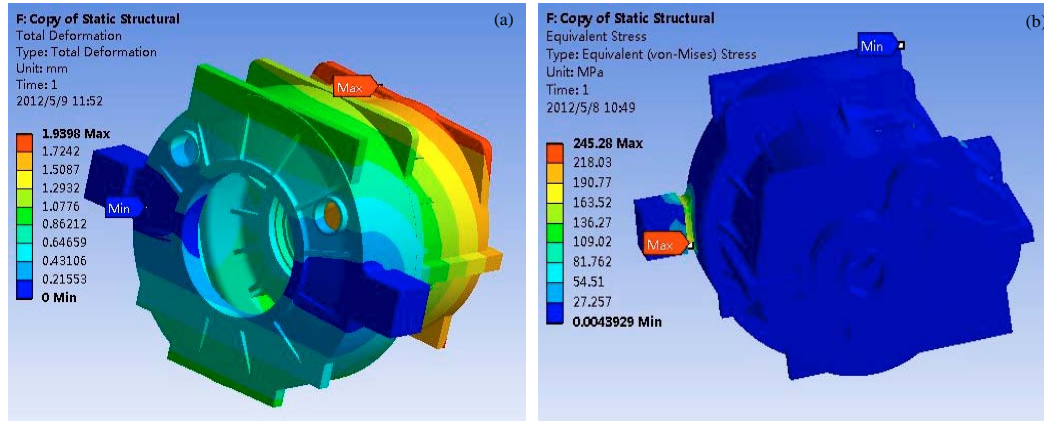 F: Copy of Static Structural
(a)
Total Deformation
Type: Total Deformation
Unit: mm
Time: 1
2012/5/9 11:52
Max
1.9398 Max
1.7242
1.5087
1.2932
1.0776
0.86212
0.64659
0.43106
0.21553
0 Min
Min
F: Copy of Static Structural
(b)
Equivalent Stress
Type: Equivalent (von-Mises) Stress
Unit: MPa
Time: 1
2012/5/8 10:49
Min
245.28 Max
218.03
190.77
163.52
136.27
109.02
81.762
54.51
27.257
0.0043929 Min
Max